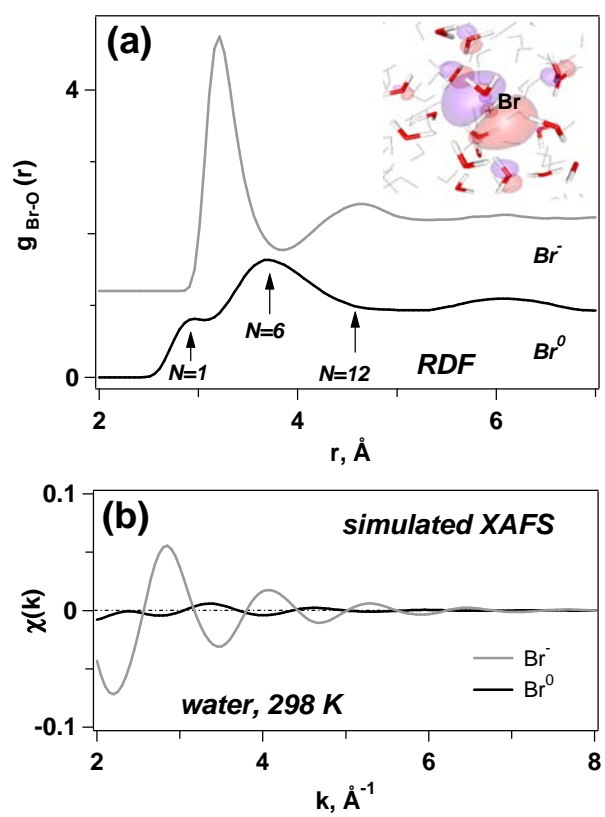 (a)
Br
4
g Br-O (r)
Br-
N=6
N=1
N=12
RDF
Br0
0
2
4
6
r, Å
0.1
(b)
simulated XAFS
χ(k)
0
Br-
Br0
water, 298 K
-0.1
2
4
6
8
k, Å-1